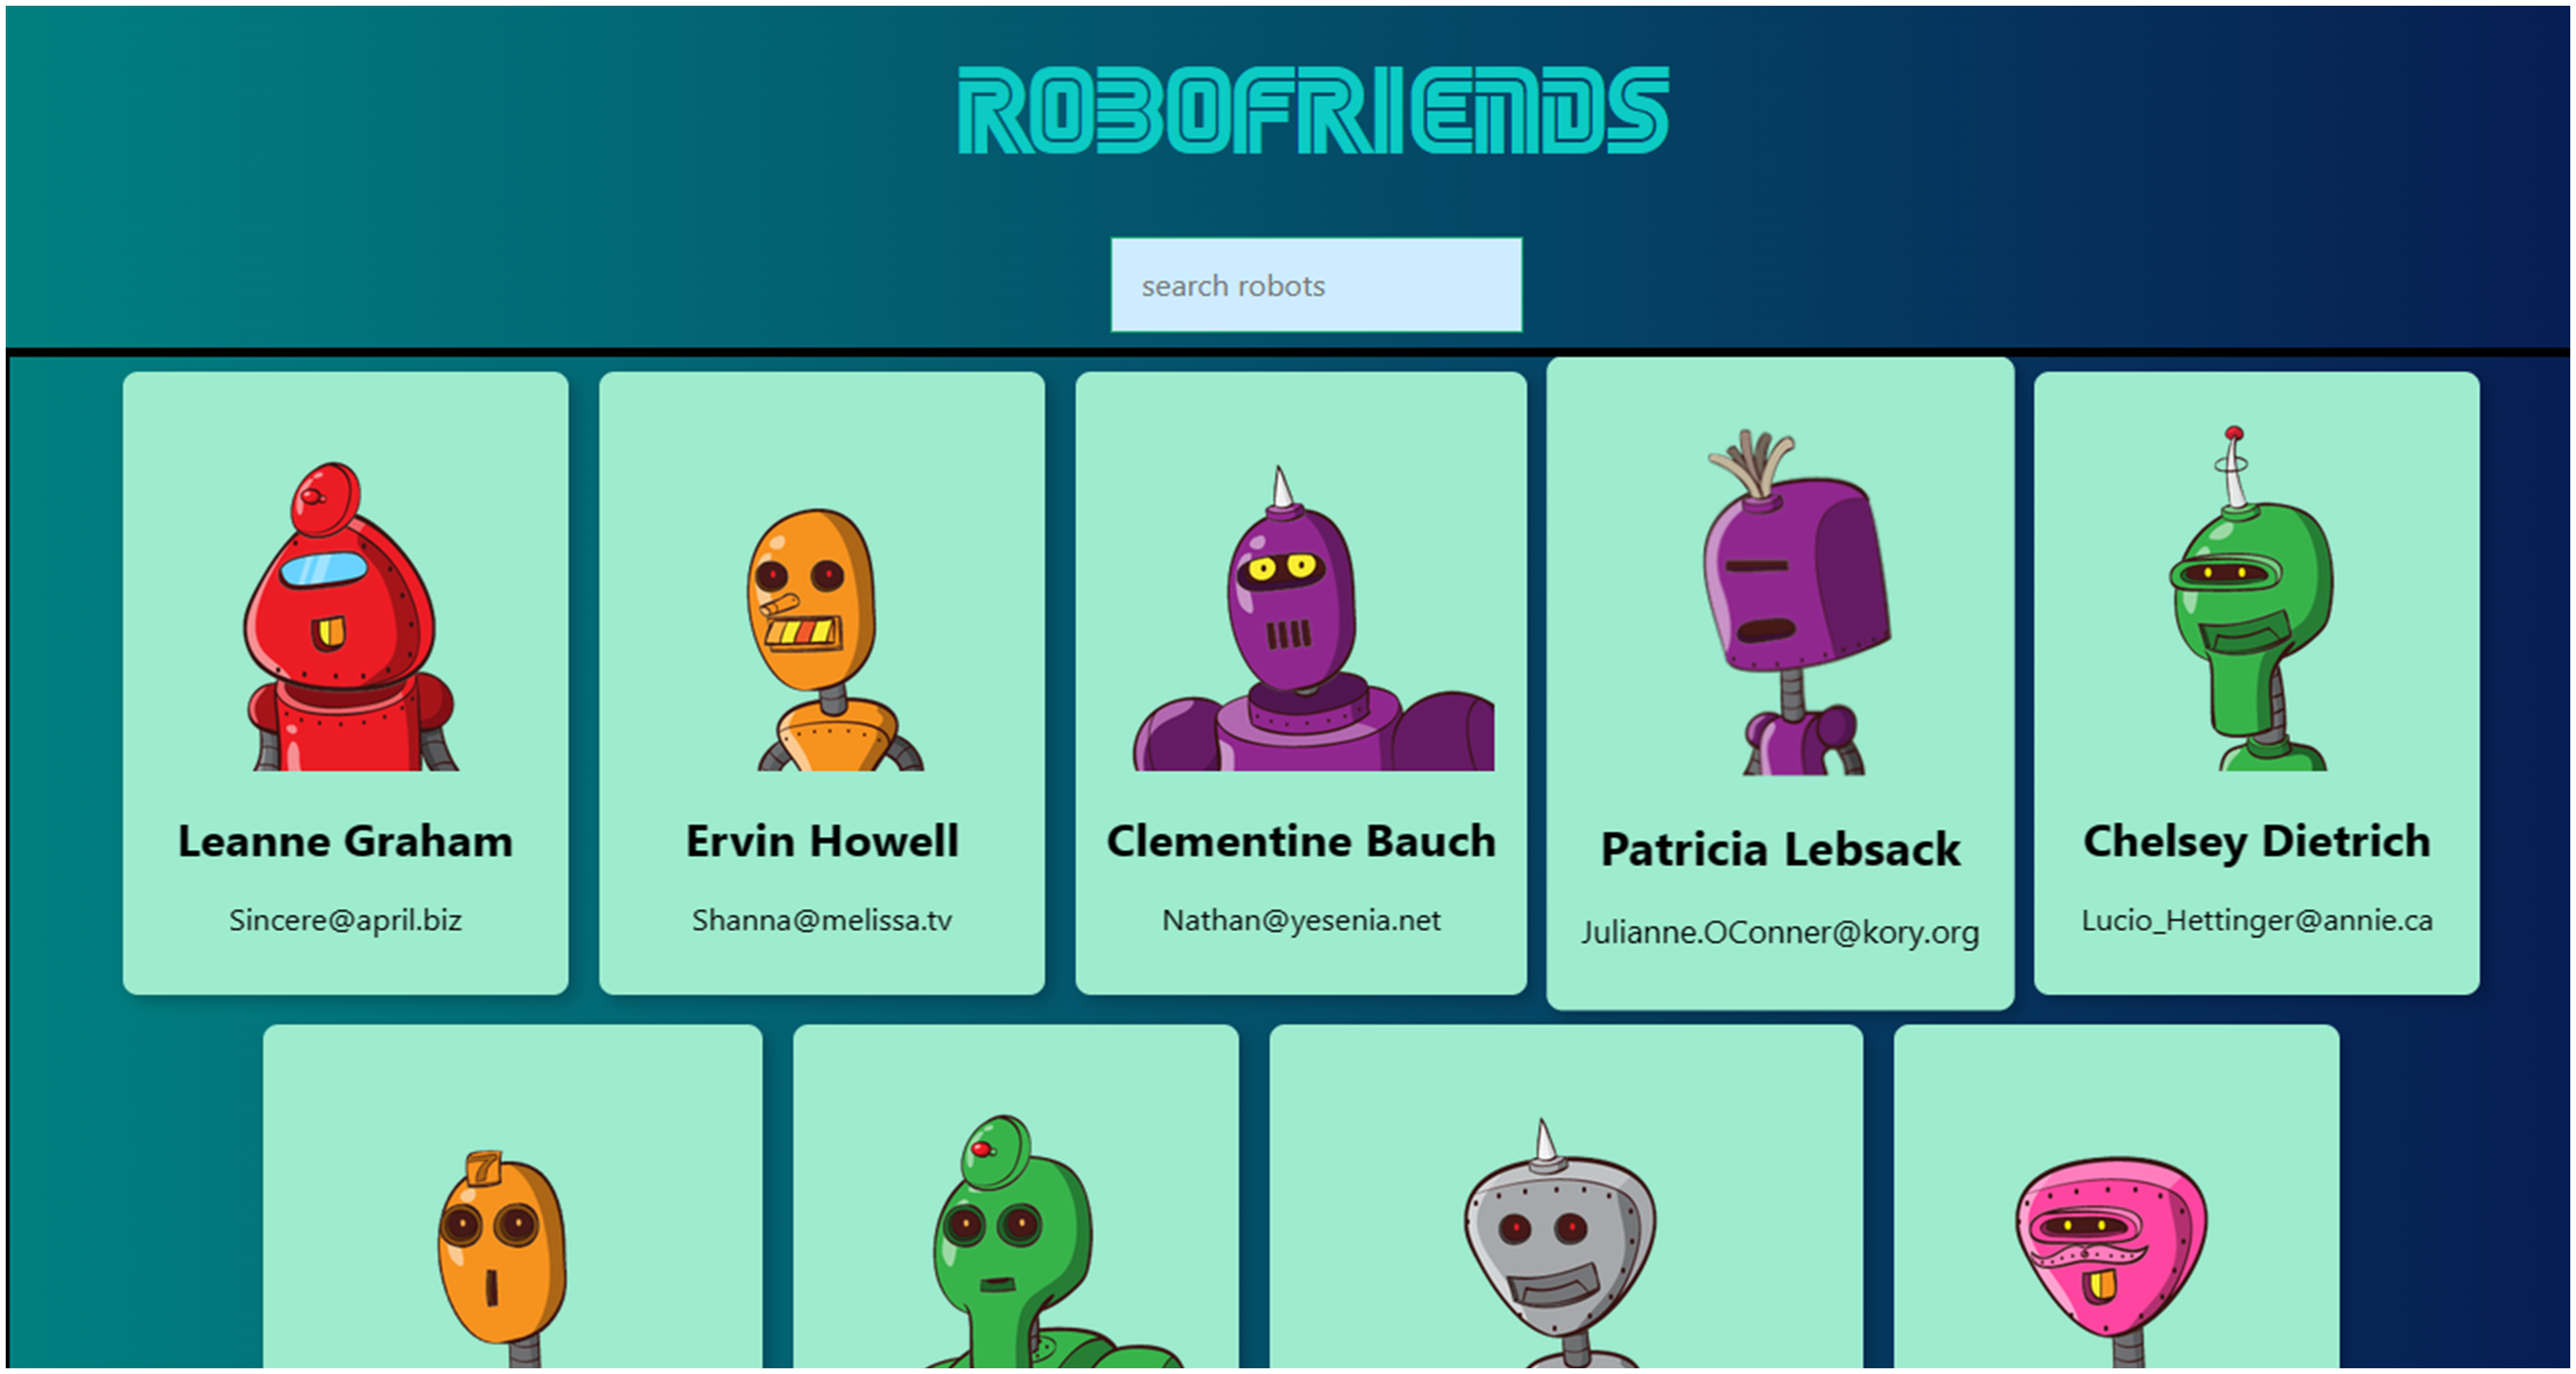 ROBOFRIENDS
search robots
Leanne Graham
Sincere@april.biz
Ervin Howell
Shanna@melissa.tv
Clementine Bauch
Nathan@yesenia.net
Patricia Lebsack
Julianne.OConner@kory.org
Chelsey Dietrich
Lucio_Hettinger@annie.ca
7